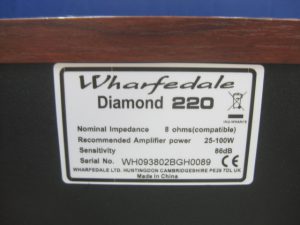 Wharfedale
Diamond 220
Nominal Impedance 8 ohms(compatible)
Recommended Amplifier power 25-100W
Sensitivity 86dB
Serial No. WH093802BGH0089
WHARFEDALE LTD. HUNTINGDON CAMBRIDGESHIRE PE29 7DL UK
Made in China